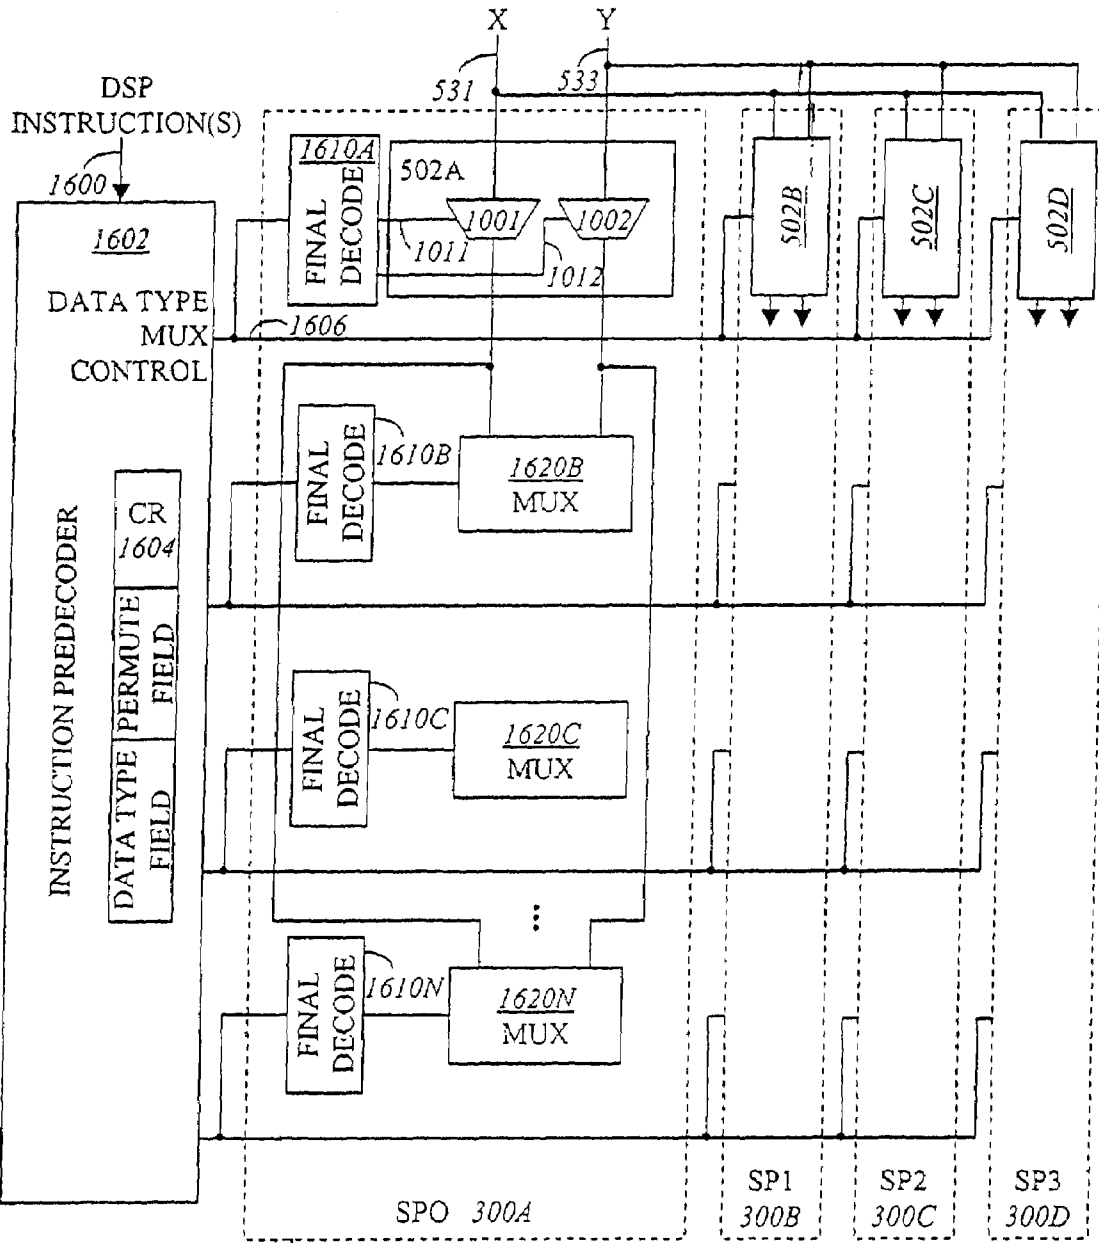 X
Y
531
533
DSP
INSTRUCTION(S)
1600
1602
DATA TYPE
MUX
CONTROL
1606
1610A
FINAL
DECODE
502A
1001
1002
1011
1012
502B
502C
502D
FINAL
DECODE
1610B
1620B
MUX
INSTRUCTION PREDECODER
CR
1604
PERMUTE
FIELD
DATA TYPE
FIELD
FINAL
DECODE
1610C
1620C
MUX
FINAL
DECODE
1610N
1620N
MUX
SPO 300A
SP1
300B
SP2
300C
SP3
300D